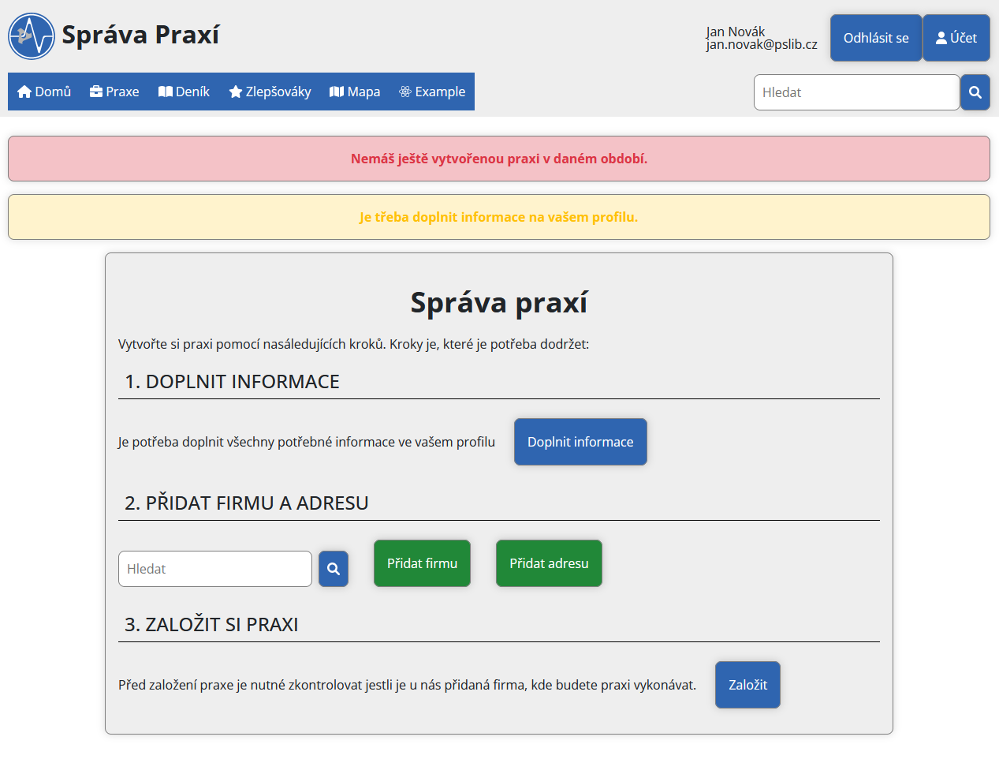 Správa Praxí
Jan Novák
jan.novak@pslib.cz
Odhlásit se
Účet
Domů
Praxe
Deník
Zlepšováky
Mapa
Example
Hledat
Nemáš ještě vytvořenou praxi v daném období.
Je třeba doplnit informace na vašem profilu.
Správa praxí
Vytvořte si praxi pomocí nasáledujících kroků. Kroky je, které je potřeba dodržet:
1. DOPLNIT INFORMACE
Je potřeba doplnit všechny potřebné informace ve vašem profilu
Doplnit informace
2. PŘIDAT FIRMU A ADRESU
Hledat
Přidat firmu
Přidat adresu
3. ZALOŽIT SI PRAXI
Před založení praxe je nutné zkontrolovat jestli je u nás přidaná firma, kde budete praxi vykonávat.
Založit